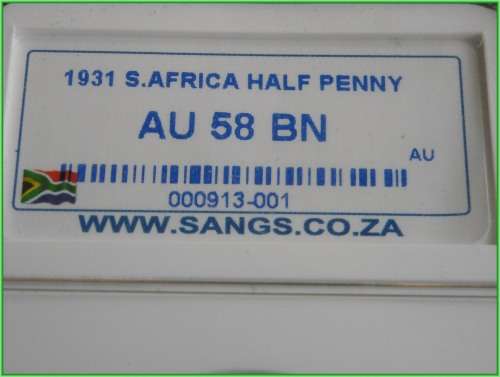 1931 S.AFRICA HALF PENNY
AU 58 BN
AU
000913-001
WWW.SANGS.CO.ZA